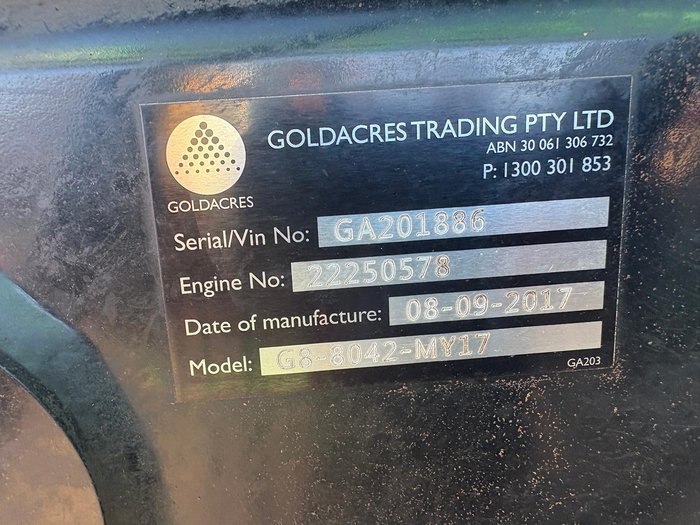 GOLDACRES TRADING PTY LTD
ABN 30 061 306 732
P: 1300 301 853
GOLDACRES
Serial/Vin No: GA201886
Engine No: 22250578
Date of manufacture: 08-09-2017
Model: G8-8042-MY17
GA203